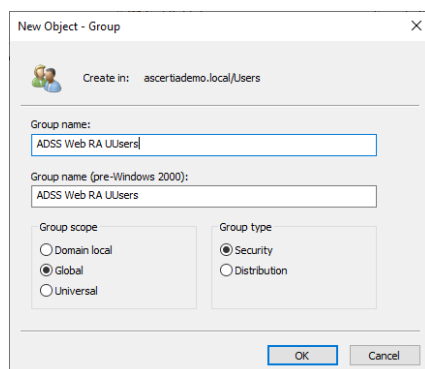 New Object - Group
Create in: ascertiademo.local/Users
Group name:
ADSS Web RA UUsers
Group name (pre-Windows 2000):
ADSS Web RA UUsers
Group scope
Group type
Domain local
Security
Global
Distribution
Universal
OK
Cancel